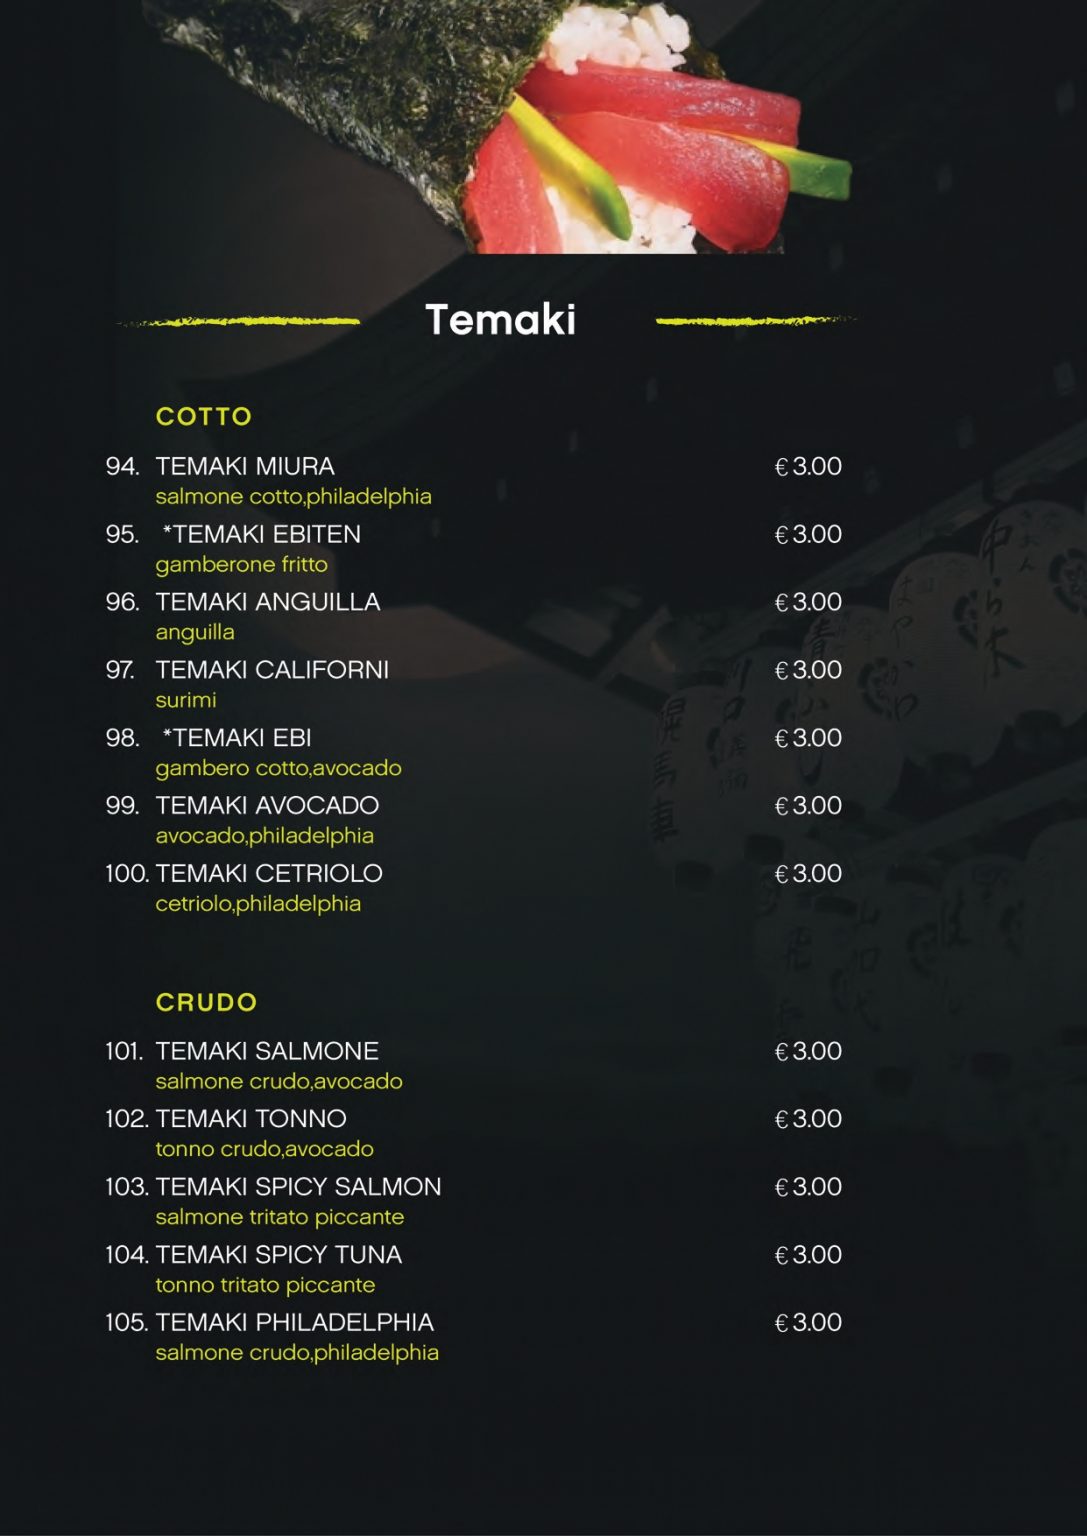 Temaki
COTTO
94. TEMAKI MIURA € 3.00
salmone cotto,philadelphia
95. *TEMAKI EBITEN € 3.00
gamberone fritto
96. TEMAKI ANGUILLA € 3.00
anguilla
97. TEMAKI CALIFORNI € 3.00
surimi
98. *TEMAKI EBI € 3.00
gambero cotto,avocado
99. TEMAKI AVOCADO € 3.00
avocado,philadelphia
100. TEMAKI CETRIOLO € 3.00
cetriolo,philadelphia
CRUDO
101. TEMAKI SALMONE € 3.00
salmone crudo,avocado
102. TEMAKI TONNO € 3.00
tonno crudo,avocado
103. TEMAKI SPICY SALMON € 3.00
salmone tritato piccante
104. TEMAKI SPICY TUNA € 3.00
tonno tritato piccante
105. TEMAKI PHILADELPHIA € 3.00
salmone crudo,philadelphia